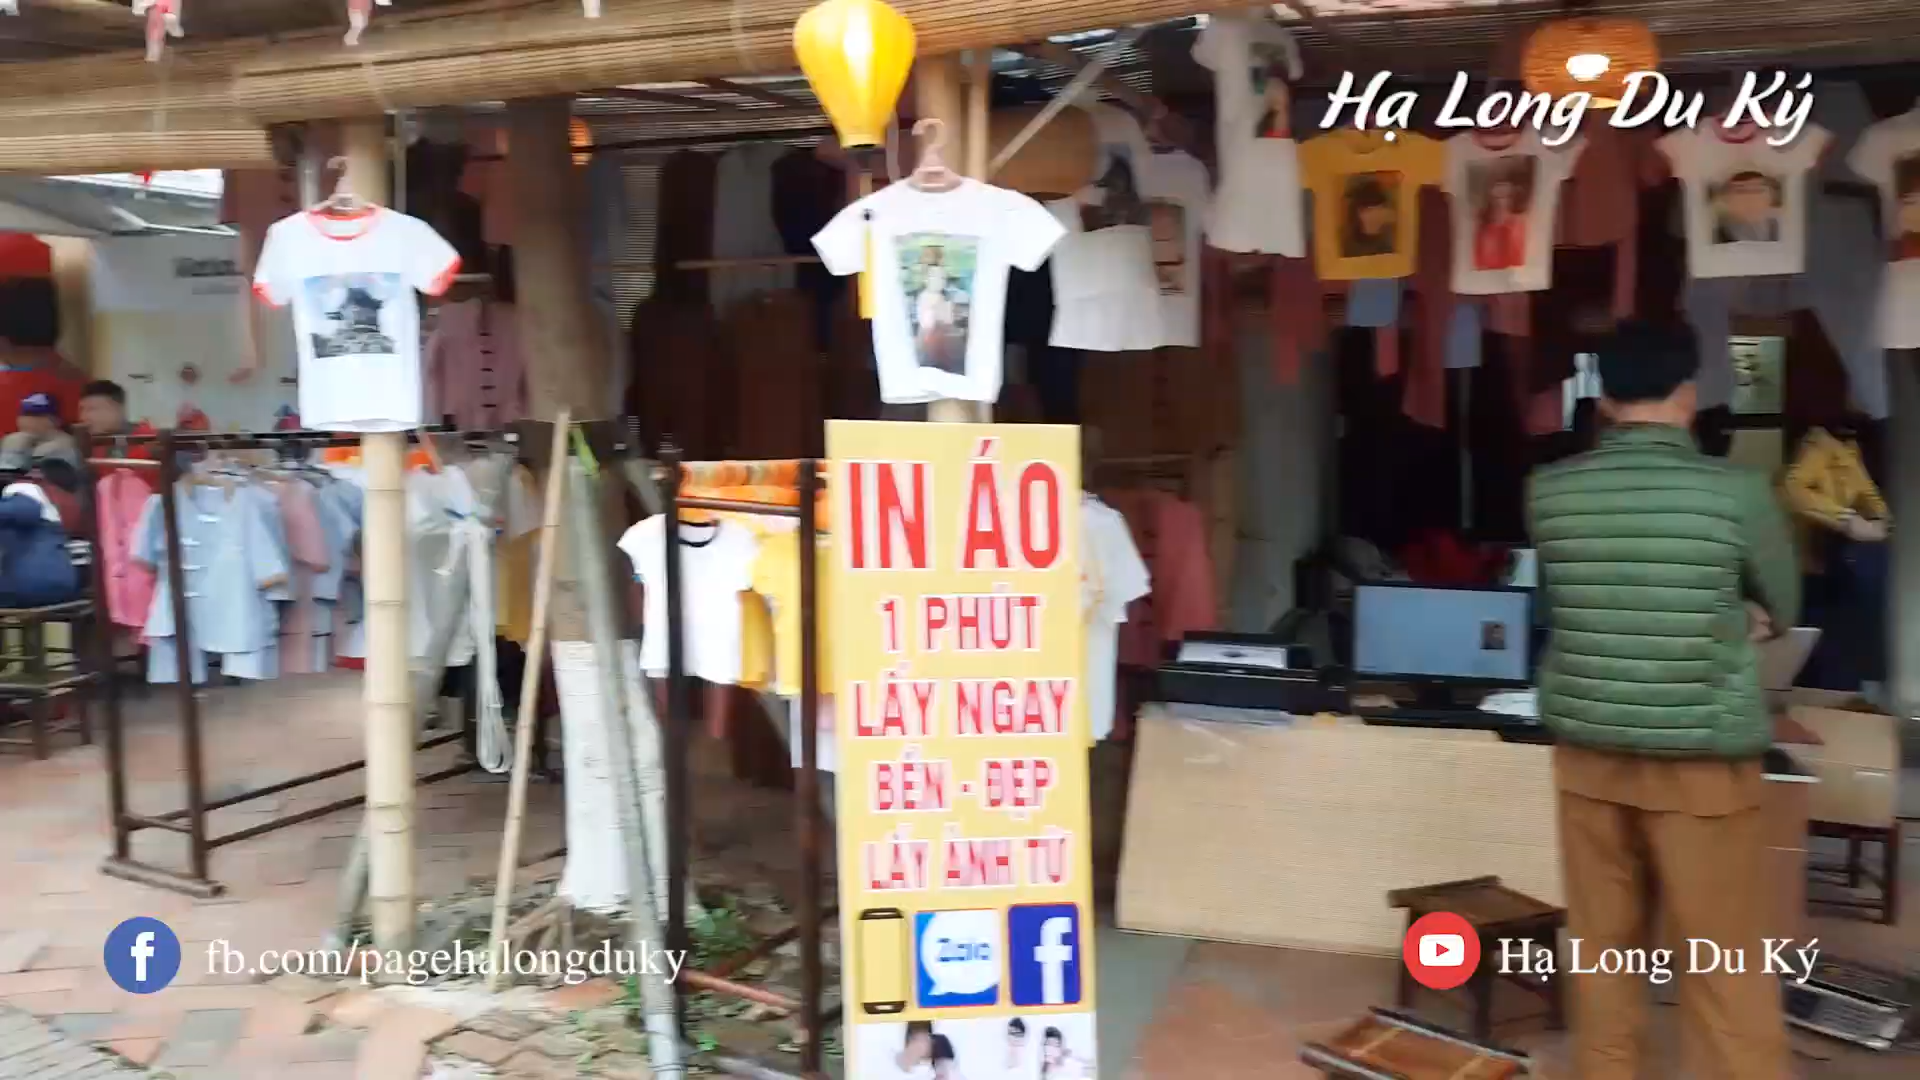 Hạ Long Du Ký
IN ÁO
1 PHÚT
LẤY NGAY
BỀN - ĐẸP
LẤY ẢNH TỪ
Zalo
fb.com/pagehalongduky
Hạ Long Du Ký